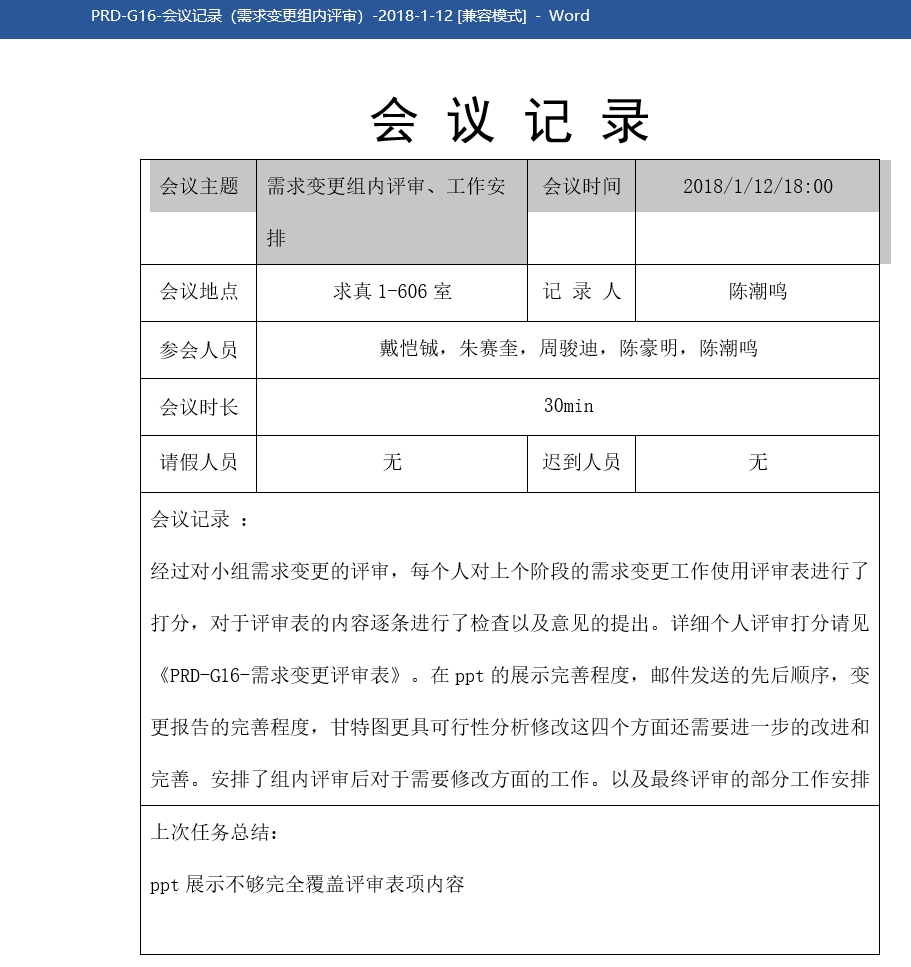 PRD-G16-会议记录（需求变更组内评审）-2018-1-12 [兼容模式] - Word
会 议 记 录
会议主题 需求变更组内评审、工作安 会议时间 2018/1/12/18:00
排
会议地点 求真 1-606 室 记 录 人 陈潮鸣
参会人员 戴恺铖，朱赛奎，周骏迪，陈豪明，陈潮鸣
会议时长 30min
请假人员 无 迟到人员 无
会议记录 ：
经过对小组需求变更的评审，每个人对上个阶段的需求变更工作使用评审表进行了
打分，对于评审表的内容逐条进行了检查以及意见的提出。详细个人评审打分请见
《PRD-G16-需求变更评审表》。在 ppt 的展示完善程度，邮件发送的先后顺序，变
更报告的完善程度，甘特图更具可行性分析修改这四个方面还需要进一步的改进和
完善。安排了组内评审后对于需要修改方面的工作。以及最终评审的部分工作安排
上次任务总结：
ppt 展示不够完全覆盖评审表项内容